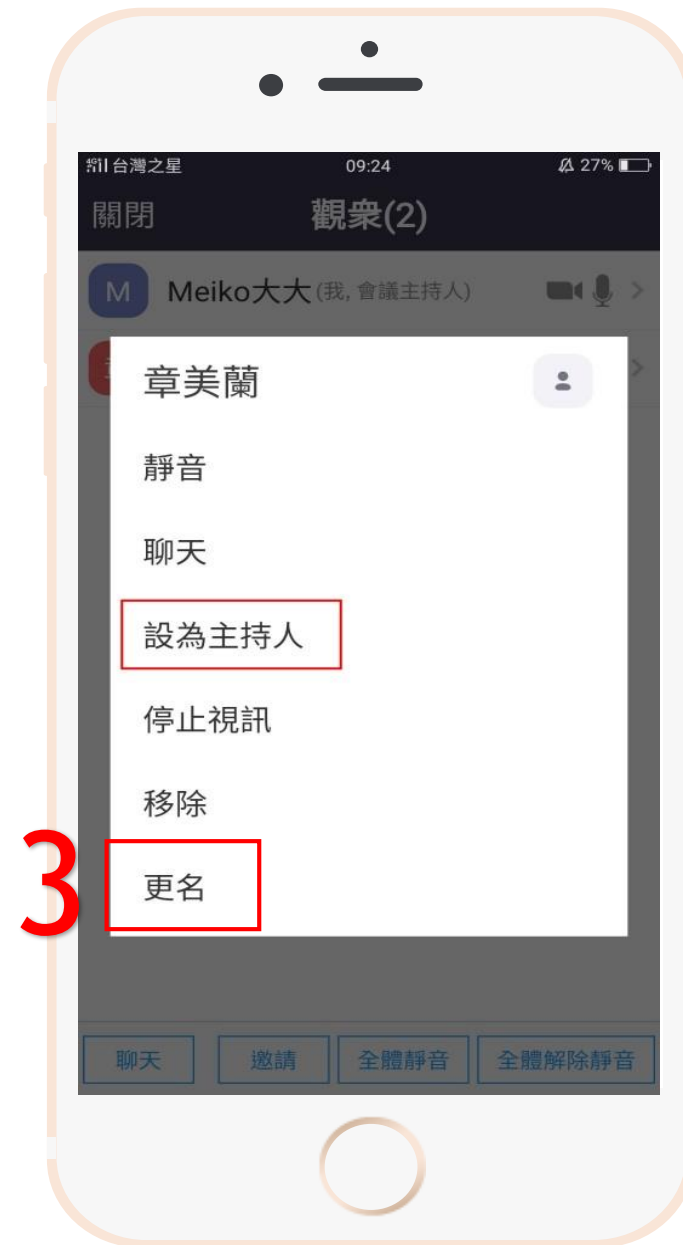 台灣之星 09:24 27%
關閉 觀眾(2)
M Meiko大大(我, 會議主持人)
章美蘭
靜音
聊天
設為主持人
停止視訊
移除
3 更名
聊天 邀請 全體靜音 全體解除靜音